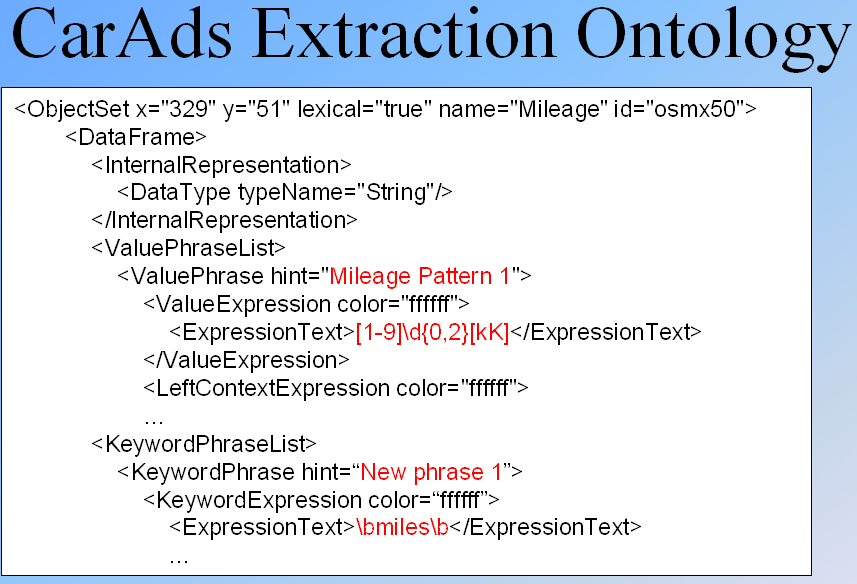 CarAds Extraction Ontology
<ObjectSet x="329" y="51" lexical="true" name="Mileage" id="osmx50">
<DataFrame>
<InternalRepresentation>
<DataType typeName="String"/>
</InternalRepresentation>
<ValuePhraseList>
<ValuePhrase hint="Mileage Pattern 1">
<ValueExpression color="ffffff">
<ExpressionText>[1-9]\d{0,2}[kK]</ExpressionText>
</ValueExpression>
<LeftContextExpression color="ffffff">
…
<KeywordPhraseList>
<KeywordPhrase hint=“New phrase 1”>
<KeywordExpression color=“ffffff”>
<ExpressionText>\bmiles\b</ExpressionText>
…